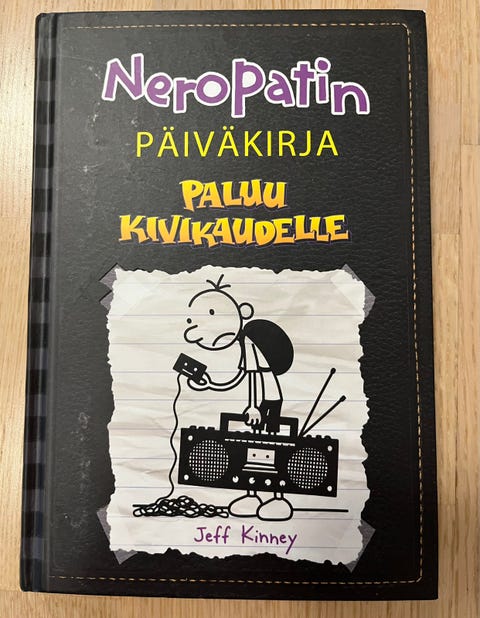 Neropatin
PÄIVÄKIRJA
PALUU
KIVIKAUDELLE
Jeff Kinney